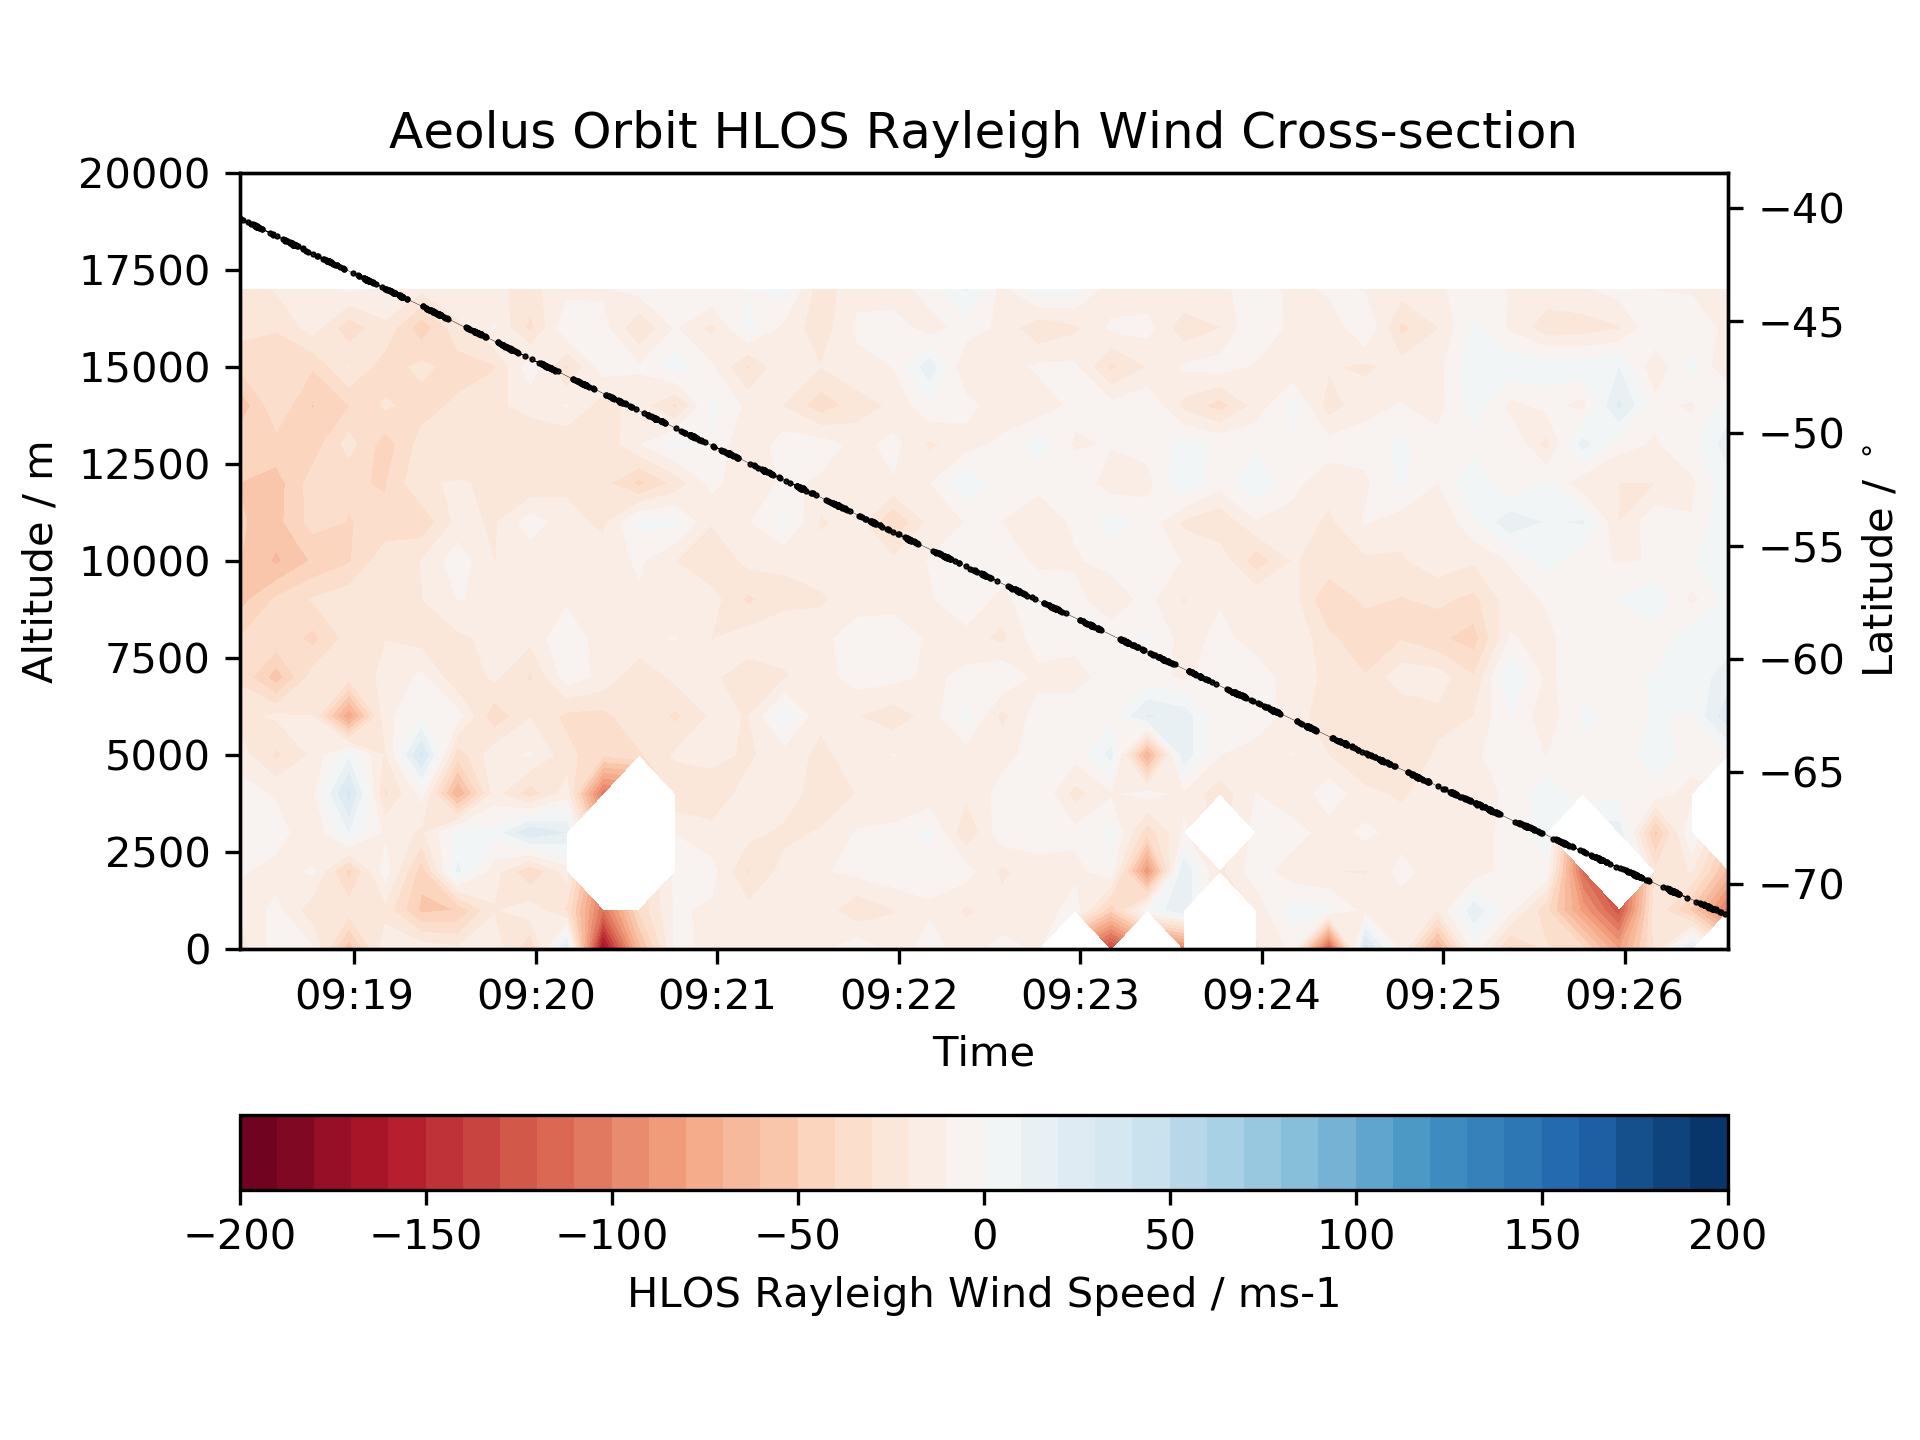 Aeolus Orbit HLOS Rayleigh Wind Cross-section
20000
17500
15000
12500
10000
7500
5000
2500
0
Altitude / m
−40
−45
−50
−55
−60
−65
−70
Latitude / °
09:19 09:20 09:21 09:22 09:23 09:24 09:25 09:26
Time
−200 −150 −100 −50 0 50 100 150 200
HLOS Rayleigh Wind Speed / ms-1